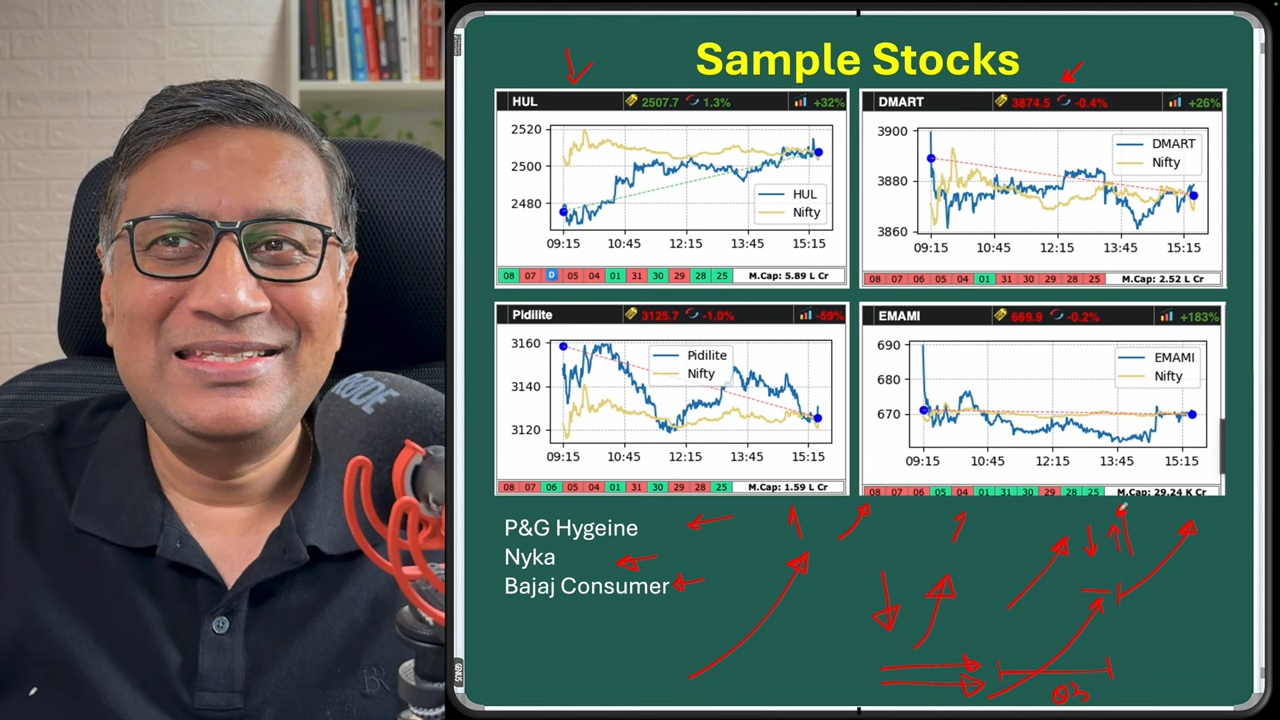 Sample Stocks
HUL 2507.7 1.3% +32%
2520
2500
2480
HUL
Nifty
09:15 10:45 12:15 13:45 15:15
08 07 D 05 04 01 31 30 29 28 25 M.Cap: 5.89 L Cr
DMART 3874.5 -0.4% +26%
3900
3880
3860
DMART
Nifty
09:15 10:45 12:15 13:45 15:15
08 07 06 05 04 01 31 30 29 28 25 M.Cap: 2.52 L Cr
Pidilite 3125.7 -1.0% -59%
3160
3140
3120
Pidilite
Nifty
09:15 10:45 12:15 13:45 15:15
08 07 06 05 04 01 31 30 29 28 25 M.Cap: 1.59 L Cr
EMAMI 669.9 -0.2% +183%
690
680
670
EMAMI
Nifty
09:15 10:45 12:15 13:45 15:15
08 07 06 05 04 01 31 30 29 28 25 M.Cap: 29.24 K Cr
P&G Hygeine
Nyka
Bajaj Consumer
Q3
RODE
BR
GENIUS